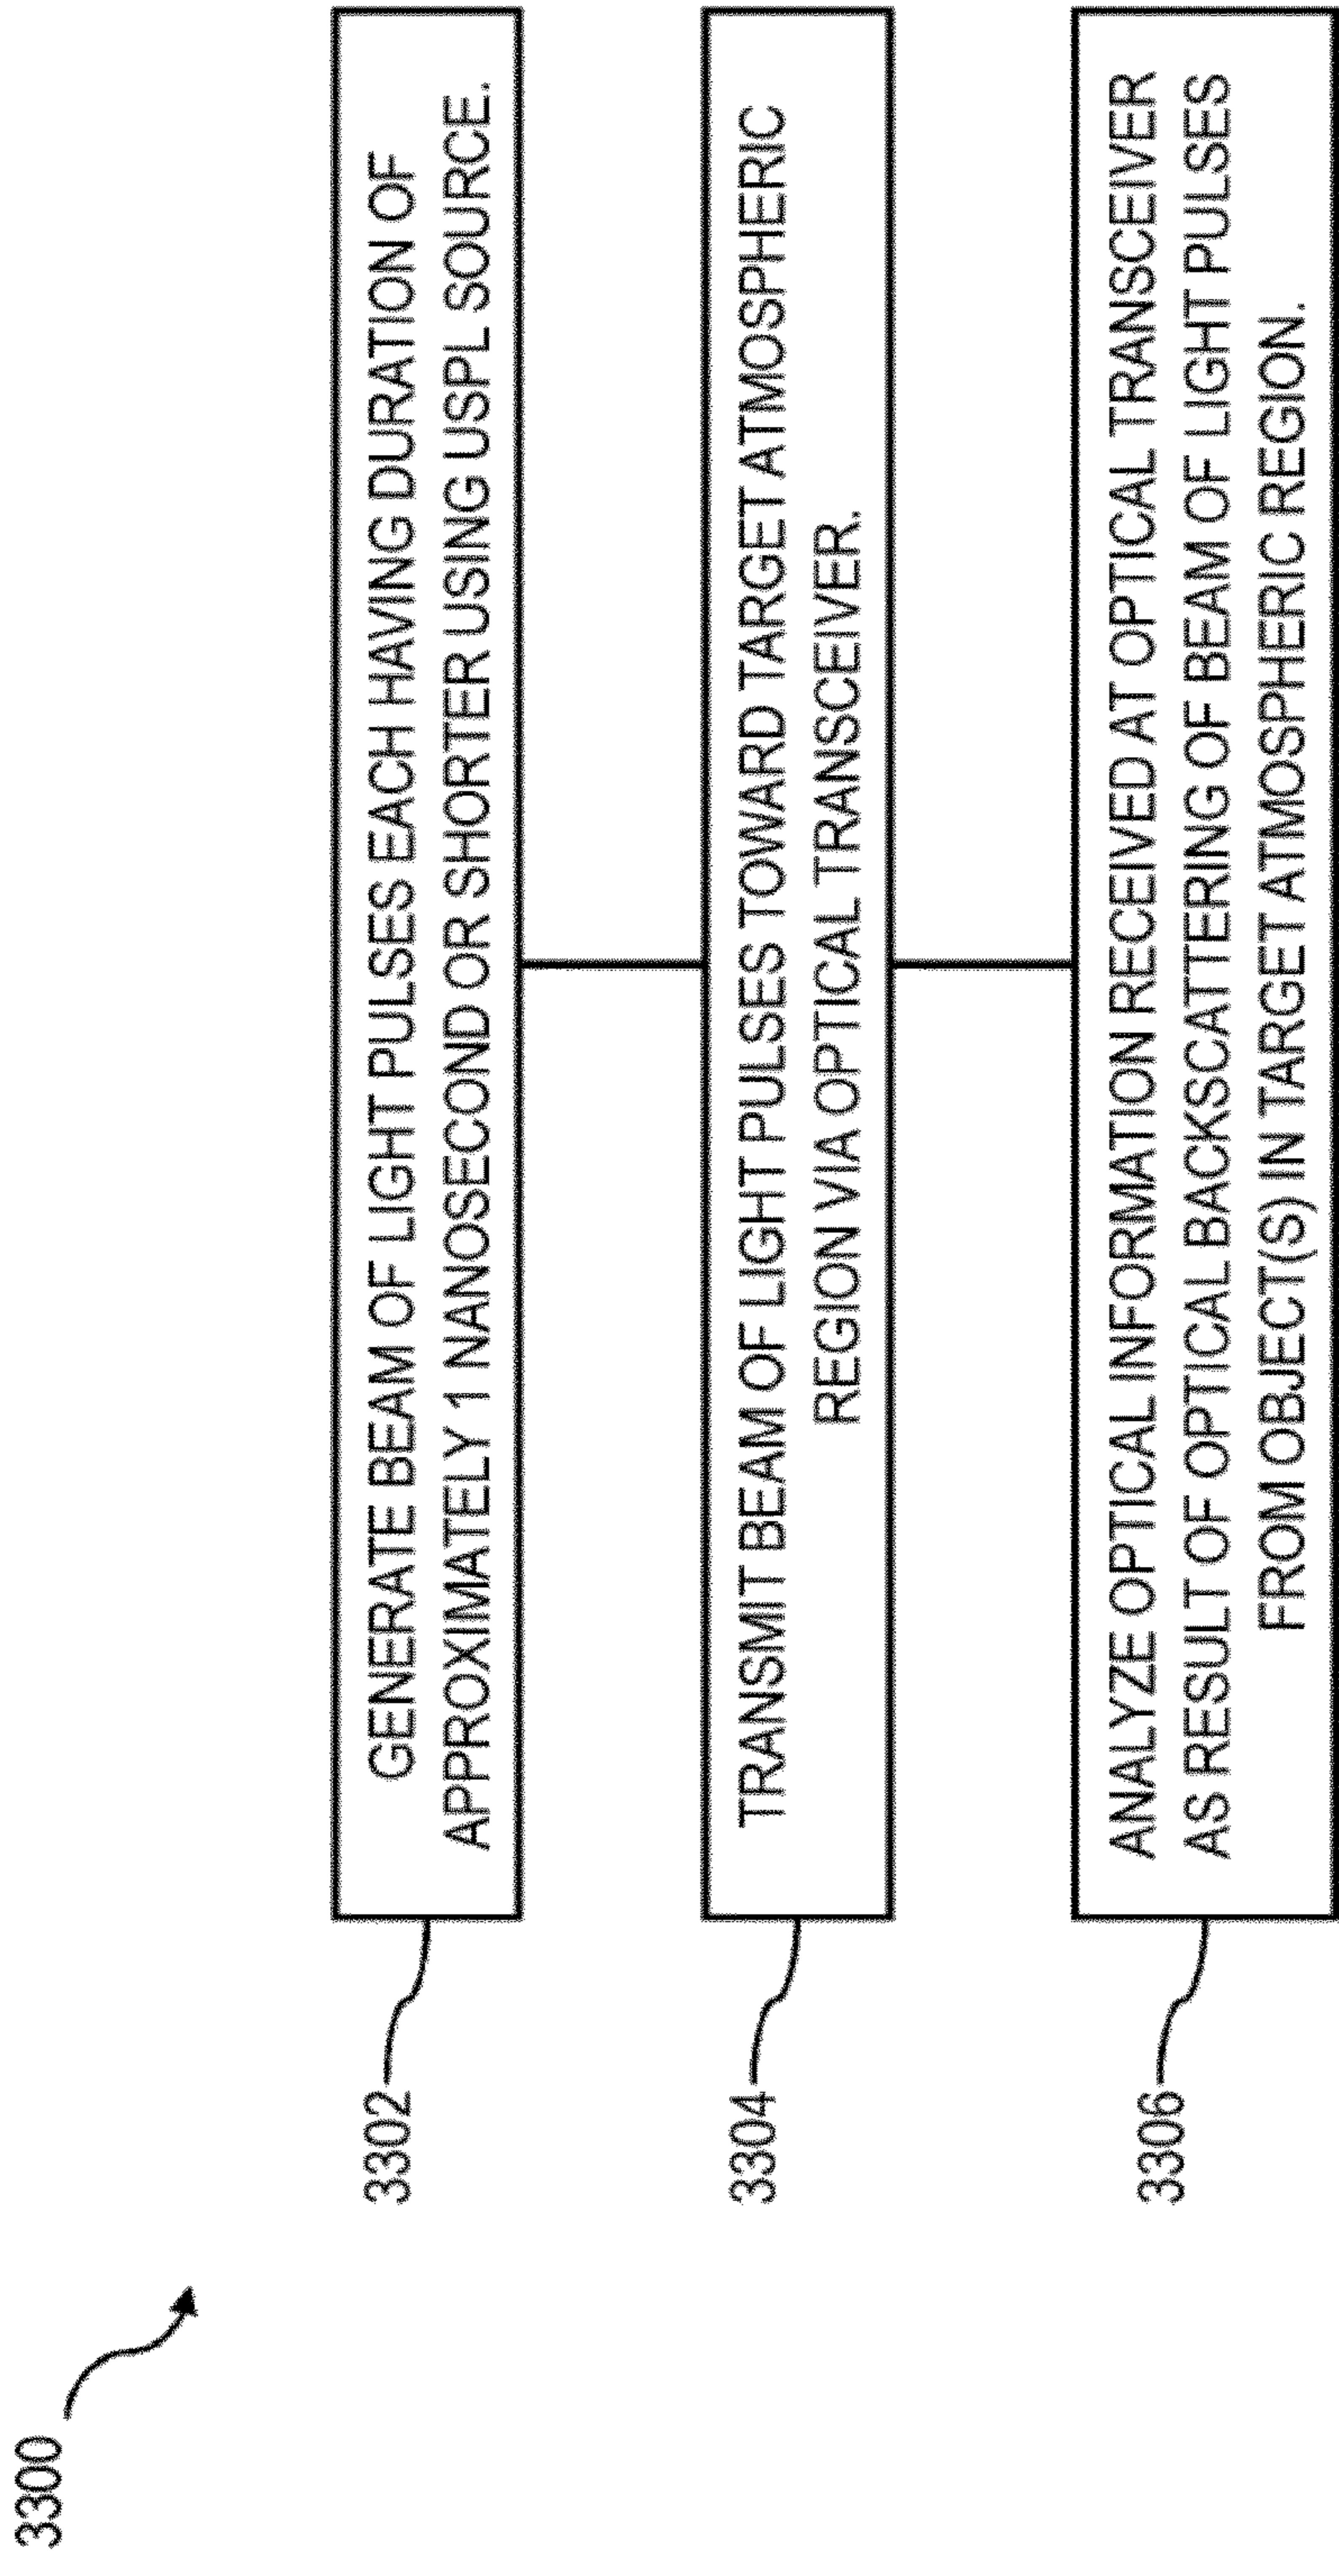 3300
3302
GENERATE BEAM OF LIGHT PULSES EACH HAVING DURATION OF
APPROXIMATELY 1 NANOSECOND OR SHORTER USING USPL SOURCE.
3304
TRANSMIT BEAM OF LIGHT PULSES TOWARD TARGET ATMOSPHERIC
REGION VIA OPTICAL TRANSCEIVER.
3306
ANALYZE OPTICAL INFORMATION RECEIVED AT OPTICAL TRANSCEIVER
AS RESULT OF OPTICAL BACKSCATTERING OF BEAM OF LIGHT PULSES
FROM OBJECT(S) IN TARGET ATMOSPHERIC REGION.